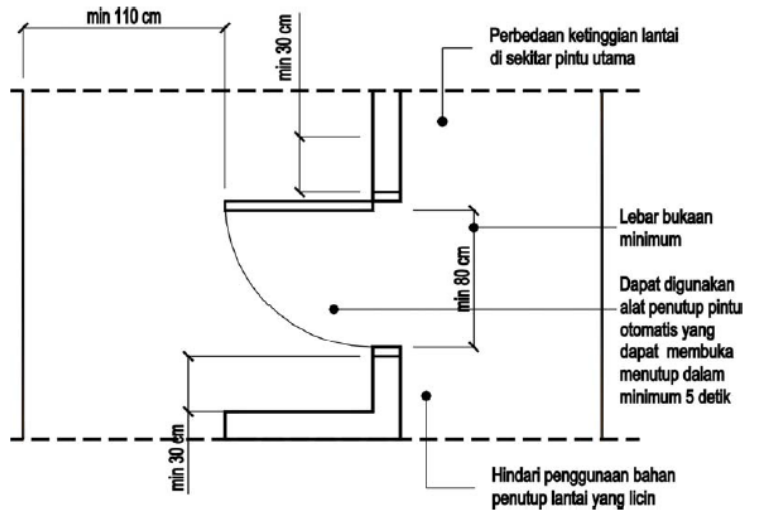 min 110 cm
min 30 cm
Perbedaan ketinggian lantai
di sekitar pintu utama
Lebar bukaan
minimum
min 80 cm
Dapat digunakan
alat penutup pintu
otomatis yang
dapat membuka
menutup dalam
minimum 5 detik
min 30 cm
Hindari penggunaan bahan
penutup lantai yang licin